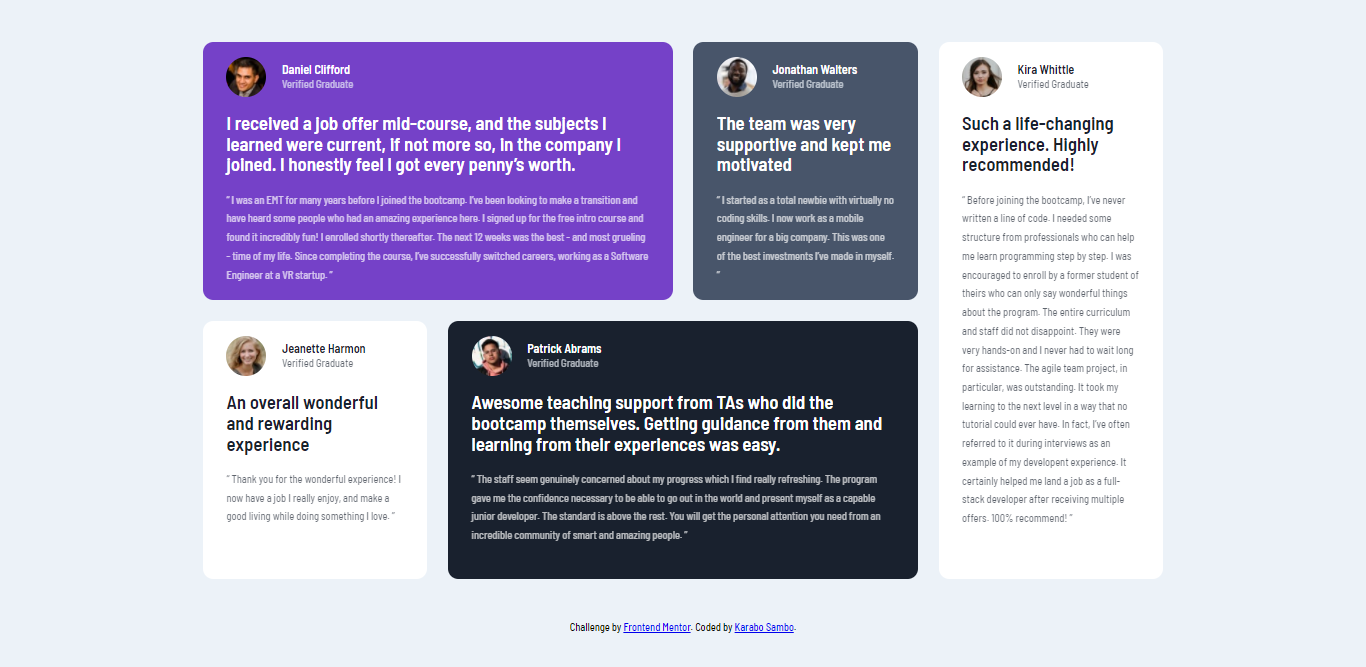 Daniel Clifford
Verified Graduate
I received a job offer mid-course, and the subjects I
learned were current, if not more so, in the company I
joined. I honestly feel I got every penny’s worth.
“ I was an EMT for many years before I joined the bootcamp. I’ve been looking to make a transition and
have heard some people who had an amazing experience here. I signed up for the free intro course and
found it incredibly fun! I enrolled shortly thereafter. The next 12 weeks was the best - and most grueling
- time of my life. Since completing the course, I’ve successfully switched careers, working as a Software
Engineer at a VR startup. ”
Jonathan Walters
Verified Graduate
The team was very
supportive and kept me
motivated
“ I started as a total newbie with virtually no
coding skills. I now work as a mobile
engineer for a big company. This was one
of the best investments I’ve made in myself.
”
Kira Whittle
Verified Graduate
Such a life-changing
experience. Highly
recommended!
“ Before joining the bootcamp, I’ve never
written a line of code. I needed some
structure from professionals who can help
me learn programming step by step. I was
encouraged to enroll by a former student of
theirs who can only say wonderful things
about the program. The entire curriculum
and staff did not disappoint. They were
very hands-on and I never had to wait long
for assistance. The agile team project, in
particular, was outstanding. It took my
learning to the next level in a way that no
tutorial could ever have. In fact, I’ve often
referred to it during interviews as an
example of my developent experience. It
certainly helped me land a job as a full-
stack developer after receiving multiple
offers. 100% recommend! ”
Jeanette Harmon
Verified Graduate
An overall wonderful
and rewarding
experience
“ Thank you for the wonderful experience! I
now have a job I really enjoy, and make a
good living while doing something I love. ”
Patrick Abrams
Verified Graduate
Awesome teaching support from TAs who did the
bootcamp themselves. Getting guidance from them and
learning from their experiences was easy.
“ The staff seem genuinely concerned about my progress which I find really refreshing. The program
gave me the confidence necessary to be able to go out in the world and present myself as a capable
junior developer. The standard is above the rest. You will get the personal attention you need from an
incredible community of smart and amazing people. ”
Challenge by Frontend Mentor. Coded by Karabo Sambo.